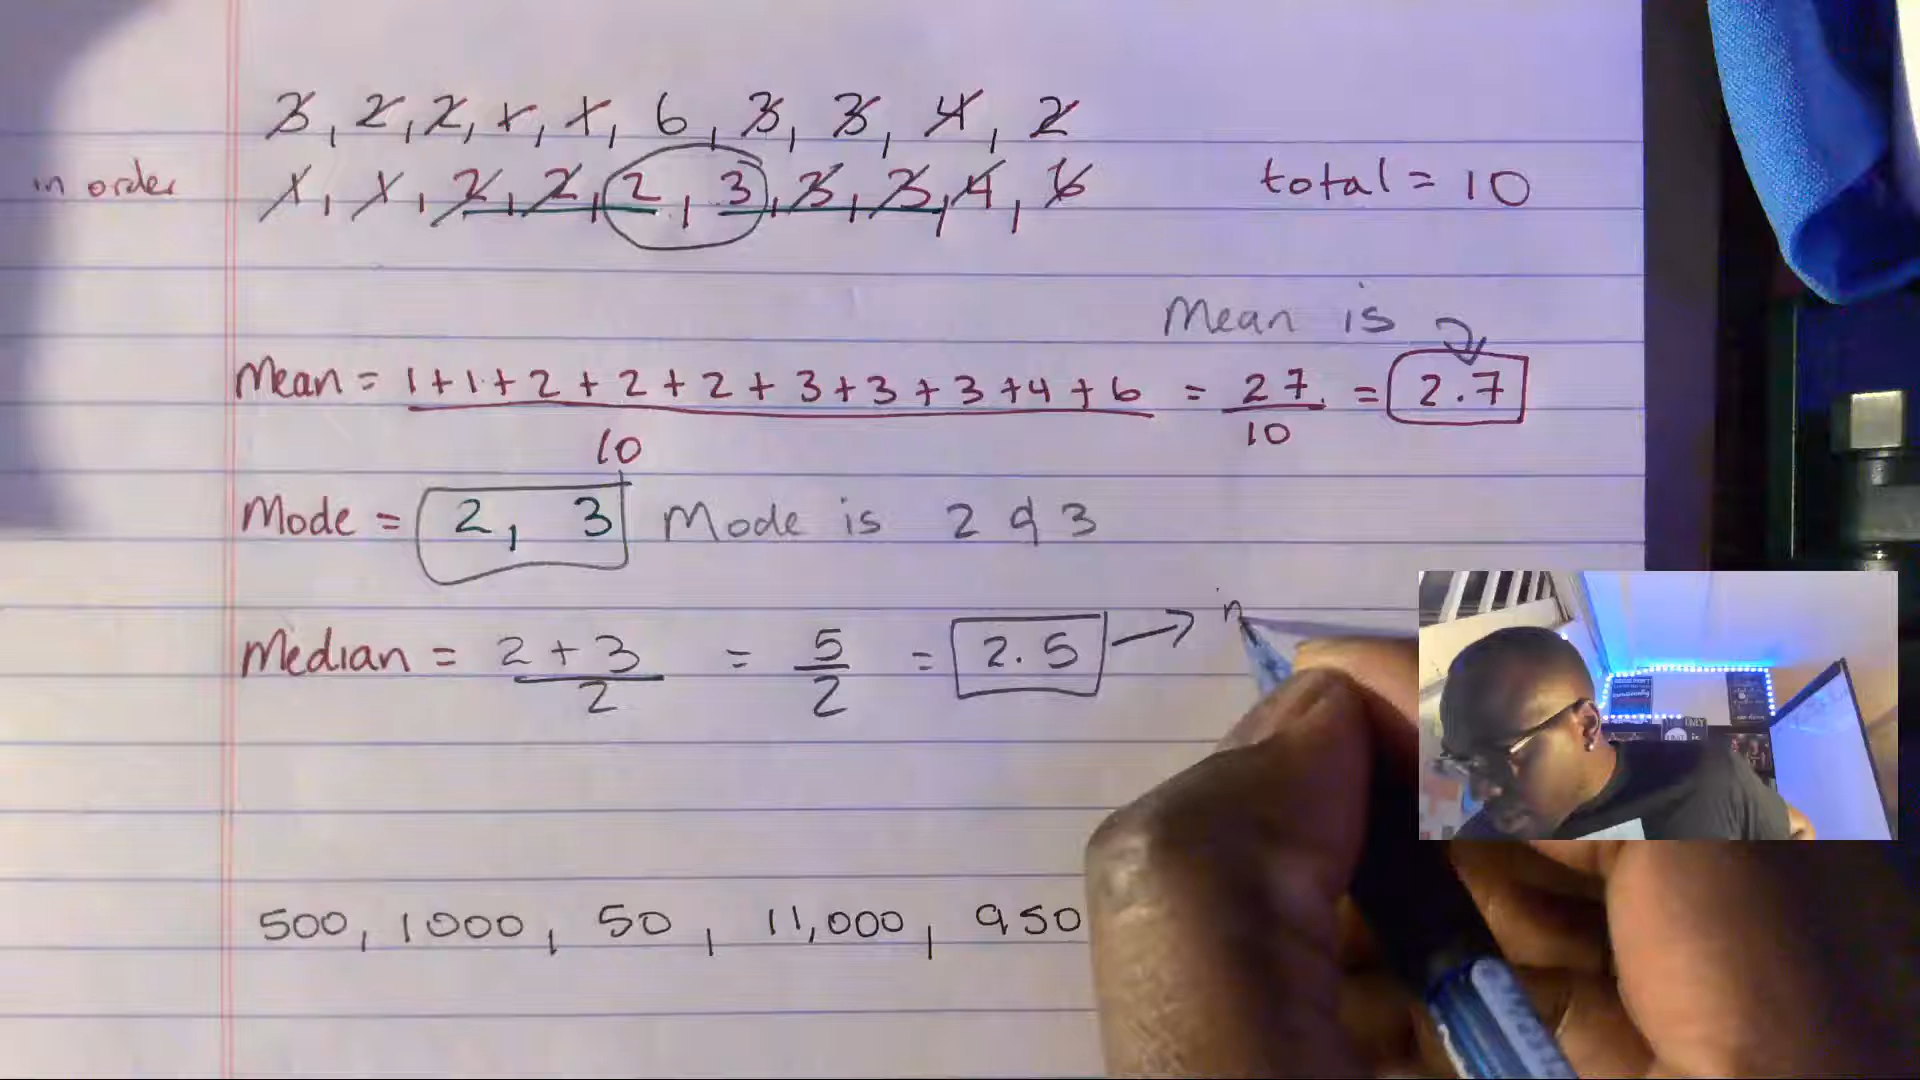 3, 2, 2, 1, 1, 6, 3, 3, 4, 2
in order 1, 1, 2, 2, 2, 3, 3, 3, 4, 6 total = 10
Mean is
Mean = 1+1+2+2+2+3+3+3+4+6 = 27 = 2.7
10 10
Mode = 2, 3 Mode is 2 & 3
Median = 2+3 = 5 = 2.5 →
2 2
500, 1000, 50, 11,000, 950